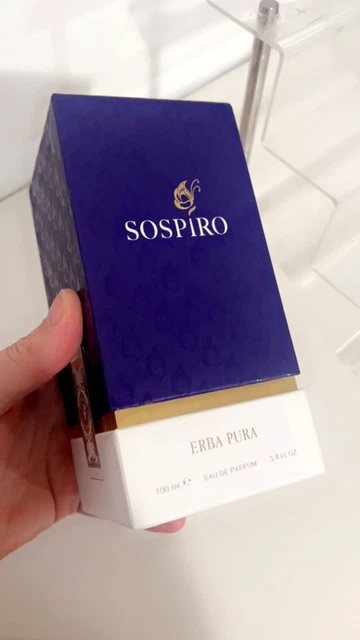 SOSPIRO
ERBA PURA
100 ml ℮ EAU DE PARFUM 3.4 FL.OZ.